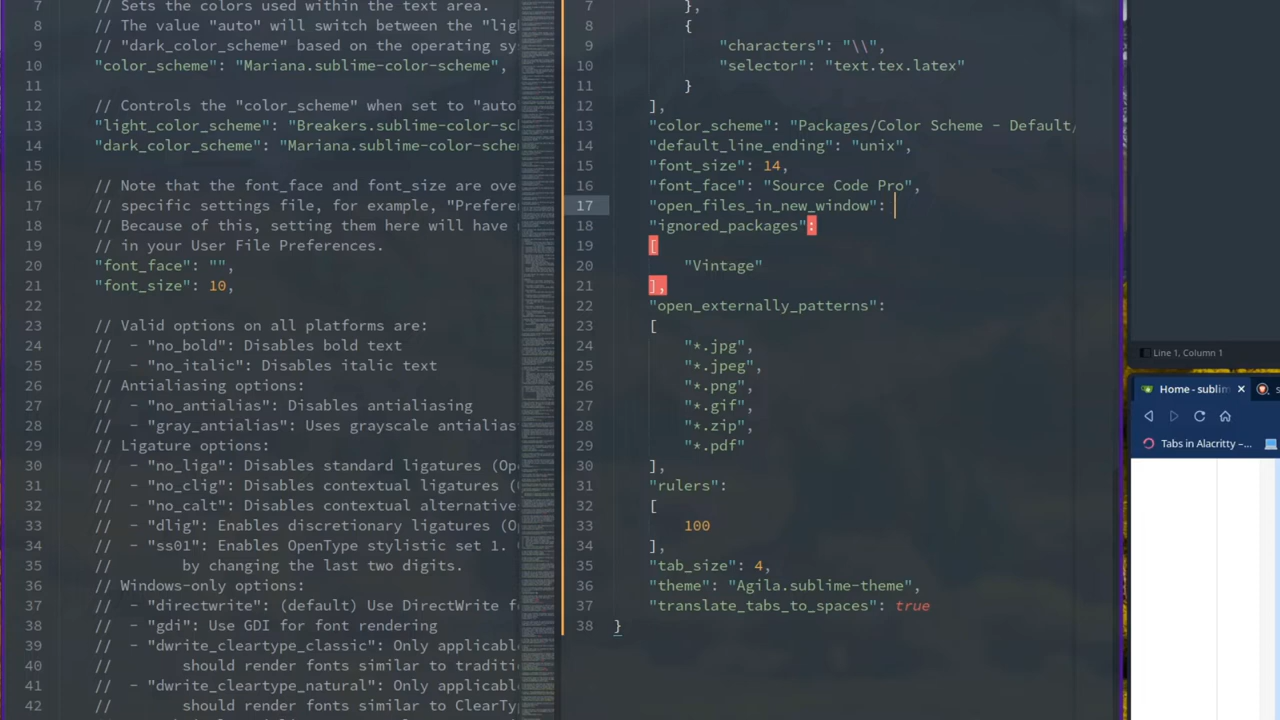 7 // Sets the colors used within the text area.
8 // The value "auto" will switch between the "lig
9 // "dark_color_scheme" based on the operating sy
10 "color_scheme": "Mariana.sublime-color-scheme",
11
12 // Controls the "color_scheme" when set to "auto
13 "light_color_scheme": "Breakers.sublime-color-sc
14 "dark_color_scheme": "Mariana.sublime-color-sche
15
16 // Note that the font_face and font_size are ove
17 // specific setting file, for example, "Prefere
18 // Because of this, setting them here will have
19 // in your User File Preferences.
20 "font_face": "",
21 "font_size": 10,
22
23 // Valid options on all platforms are:
24 // - "no_bold": Disables bold text
25 // - "no_italic": Disables italic text
26 // Antialiasing options:
27 // - "no_antialias": Disables antialiasing
28 // - "gray_antialias": Uses grayscale antialias
29 // Ligature options:
30 // - "no_liga": Disables standard ligatures (Op
31 // - "no_clig": Disables contextual ligatures (
32 // - "no_calt": Disables contextual alternative
33 // - "dlig": Enables discretionary ligatures (O
34 // - "ss01": Enables OpenType stylistic set 1.
35 // by changing the last two digits.
36 // Windows-only options:
37 // - "directwrite": (default) Use DirectWrite f
38 // - "gdi": Use GDI for font rendering
39 // - "dwrite_cleartype_classic": Only applicabl
40 // should render fonts similar to traditi
41 // - "dwrite_cleartype_natural": Only applicabl
42 // should render fonts similar to ClearTy
7 },
8 {
9 "characters": "\\",
10 "selector": "text.tex.latex"
11 }
12 ],
13 "color_scheme": "Packages/Color Scheme - Default/
14 "default_line_ending": "unix",
15 "font_size": 14,
16 "font_face": "Source Code Pro",
17 "open_files_in_new_window":
18 "ignored_packages":
19 [
20 "Vintage"
21 ],
22 "open_externally_patterns":
23 [
24 "*.jpg",
25 "*.jpeg",
26 "*.png",
27 "*.gif",
28 "*.zip",
29 "*.pdf"
30 ],
31 "rulers":
32 [
33 100
34 ],
35 "tab_size": 4,
36 "theme": "Agila.sublime-theme",
37 "translate_tabs_to_spaces": true
38 }
Line 1, Column 1
Home - sublim
Tabs in Alacritty –...